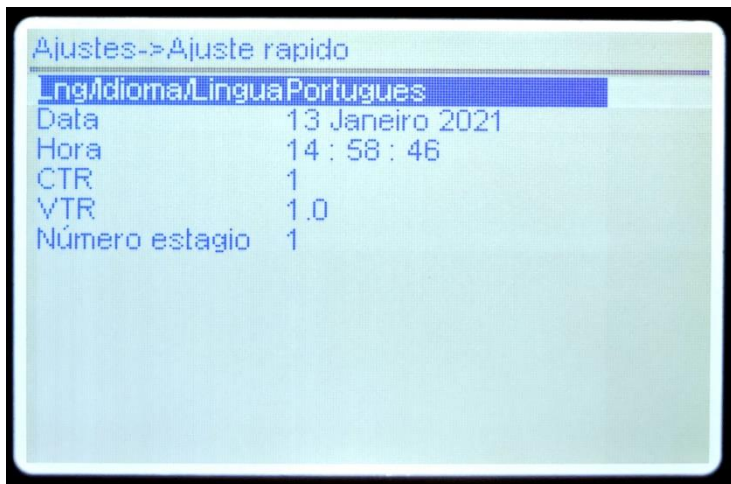 Ajustes->Ajuste rapido
Lng/Idioma/Lingua Portugues
Data 13 Janeiro 2021
Hora 14 : 58 : 46
CTR 1
VTR 1.0
Número estagio 1